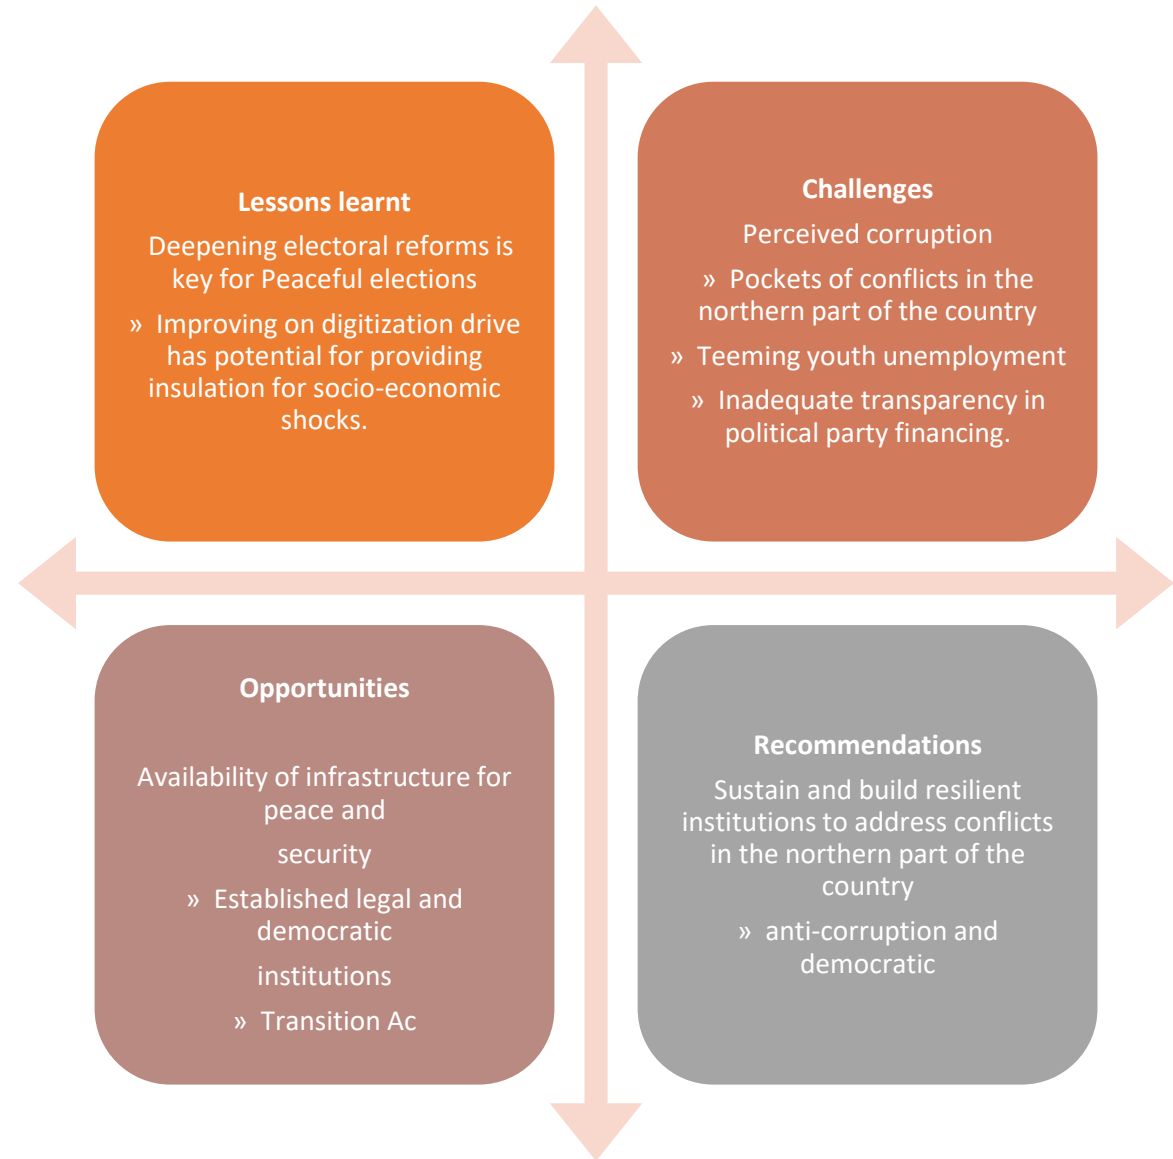 Lessons learnt
Deepening electoral reforms is
key for Peaceful elections
» Improving on digitization drive
has potential for providing
insulation for socio-economic
shocks.
Challenges
Perceived corruption
» Pockets of conflicts in the
northern part of the country
» Teeming youth unemployment
» Inadequate transparency in
political party financing.
Opportunities
Availability of infrastructure for
peace and
security
» Established legal and
democratic
institutions
» Transition Ac
Recommendations
Sustain and build resilient
institutions to address conflicts
in the northern part of the
country
» anti-corruption and
democratic